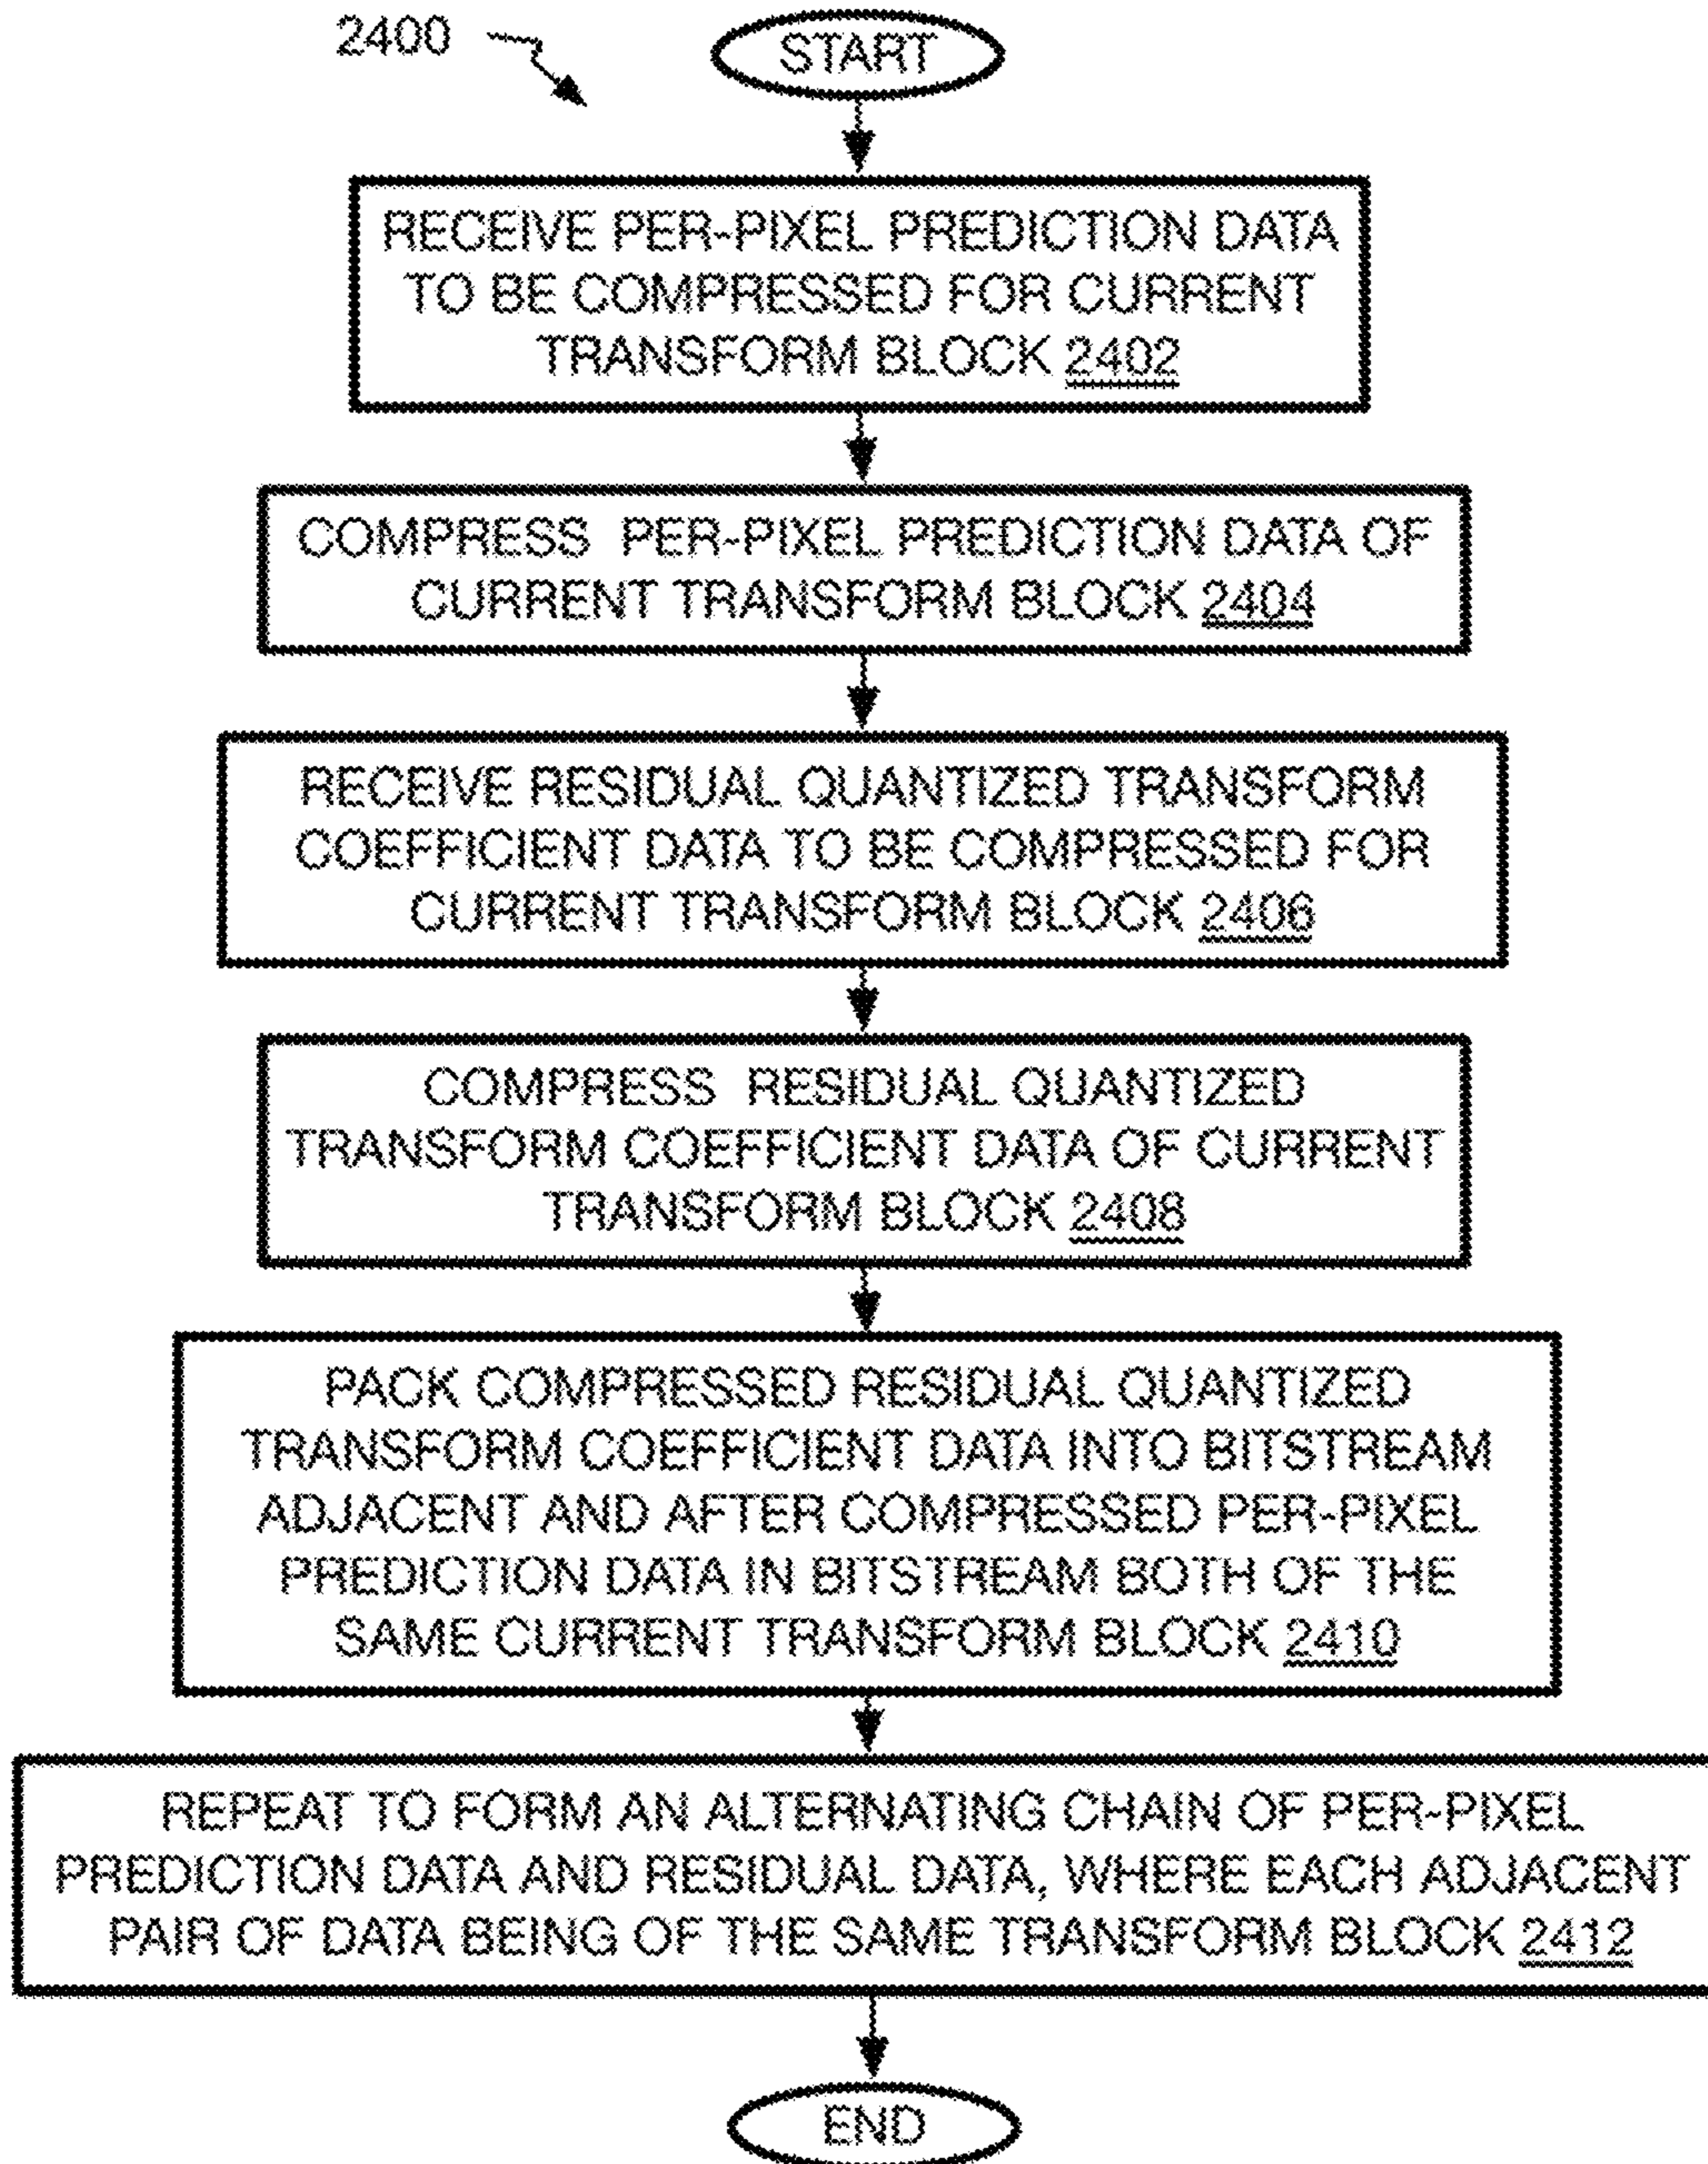 2400
START
RECEIVE PER-PIXEL PREDICTION DATA
TO BE COMPRESSED FOR CURRENT
TRANSFORM BLOCK 2402
COMPRESS PER-PIXEL PREDICTION DATA OF
CURRENT TRANSFORM BLOCK 2404
RECEIVE RESIDUAL QUANTIZED TRANSFORM
COEFFICIENT DATA TO BE COMPRESSED FOR
CURRENT TRANSFORM BLOCK 2406
COMPRESS RESIDUAL QUANTIZED
TRANSFORM COEFFICIENT DATA OF CURRENT
TRANSFORM BLOCK 2408
PACK COMPRESSED RESIDUAL QUANTIZED
TRANSFORM COEFFICIENT DATA INTO BITSTREAM
ADJACENT AND AFTER COMPRESSED PER-PIXEL
PREDICTION DATA IN BITSTREAM BOTH OF THE
SAME CURRENT TRANSFORM BLOCK 2410
REPEAT TO FORM AN ALTERNATING CHAIN OF PER-PIXEL
PREDICTION DATA AND RESIDUAL DATA, WHERE EACH ADJACENT
PAIR OF DATA BEING OF THE SAME TRANSFORM BLOCK 2412
END